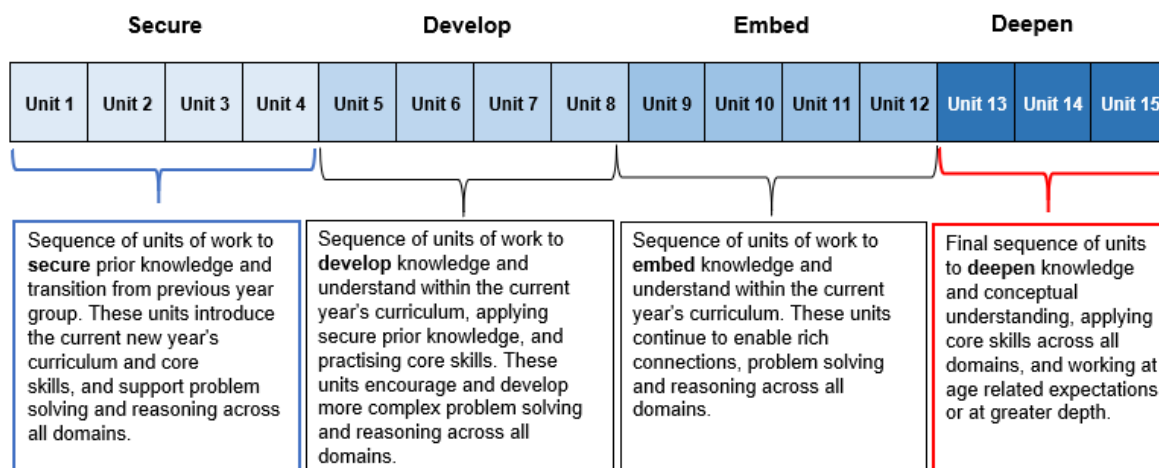 Secure Develop Embed Deepen
Unit 1 Unit 2 Unit 3 Unit 4 Unit 5 Unit 6 Unit 7 Unit 8 Unit 9 Unit 10 Unit 11 Unit 12 Unit 13 Unit 14 Unit 15
Sequence of units of work to
secure prior knowledge and
transition from previous year
group. These units introduce
the current new year's
curriculum and core
skills, and support problem
solving and reasoning across
all domains.
Sequence of units of work to
develop knowledge and
understand within the current
year's curriculum, applying
secure prior knowledge, and
practising core skills. These
units encourage and develop
more complex problem solving
and reasoning across all
domains.
Sequence of units of work to
embed knowledge and
understand within the current
year's curriculum. These units
continue to enable rich
connections, problem solving
and reasoning across all
domains.
Final sequence of units
to deepen knowledge
and conceptual
understanding, applying
core skills across all
domains, and working at
age related expectations
or at greater depth.